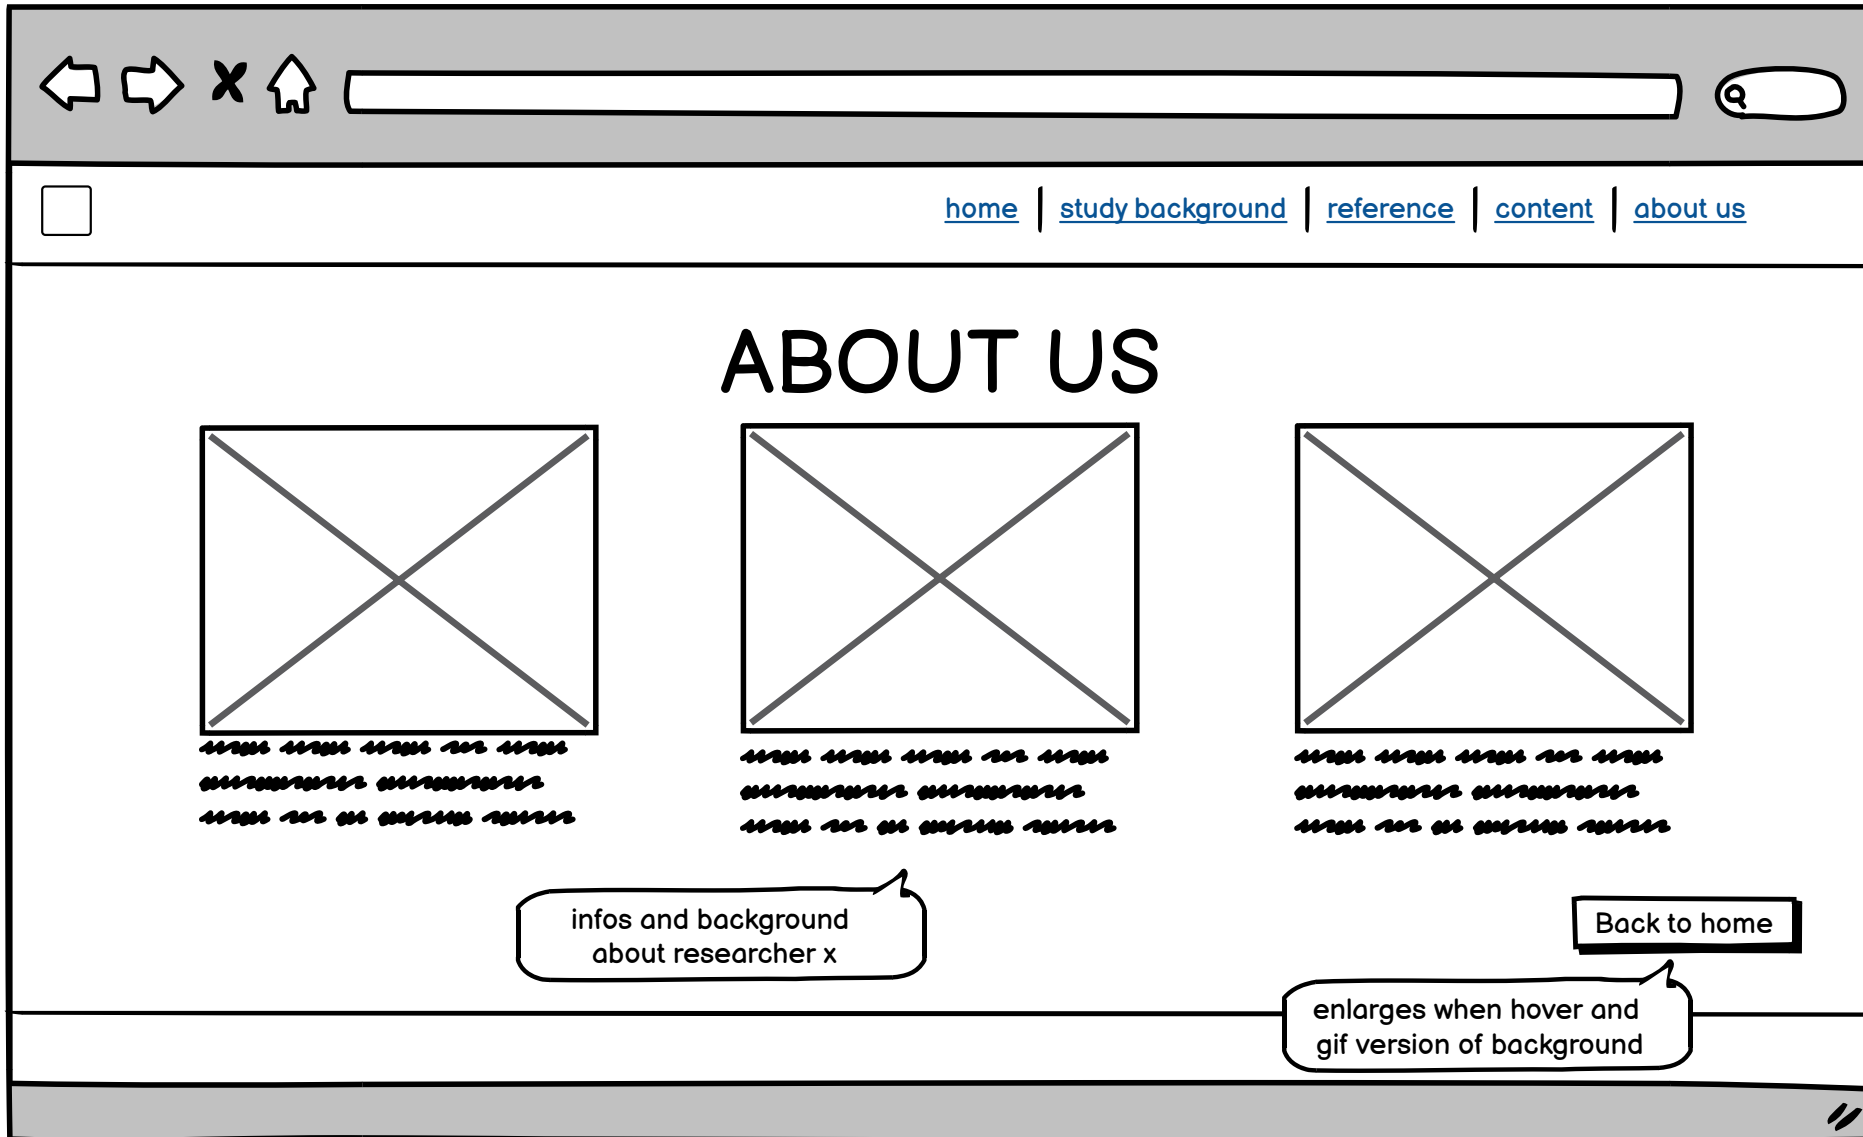 home
study background
reference
content
about us
ABOUT US
infos and background
about researcher x
Back to home
enlarges when hover and
gif version of background